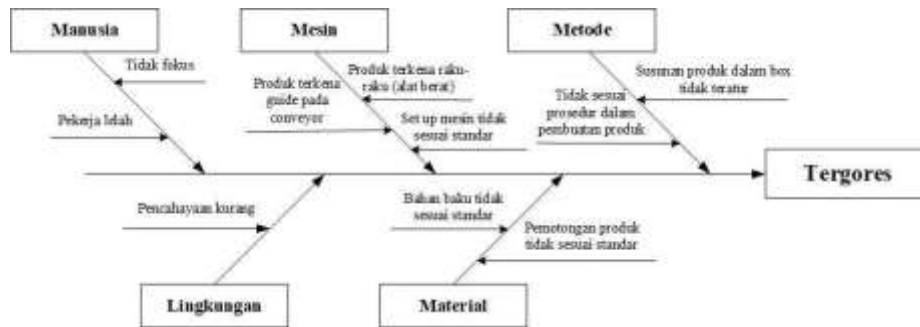 Manusia
Mesin
Metode
Tidak fokus
Pekerja lelah
Produk terkena
guide pada
conveyor
Produk terkena raku-
raku (alat berat)
Set up mesin tidak
sesuai standar
Susunan produk dalam box
tidak teratur
Tidak sesuai
prosedur dalam
pembuatan produk
Tergores
Pencahayaan kurang
Bahan baku tidak
sesuai standar
Pemotongan produk
tidak sesuai standar
Lingkungan
Material